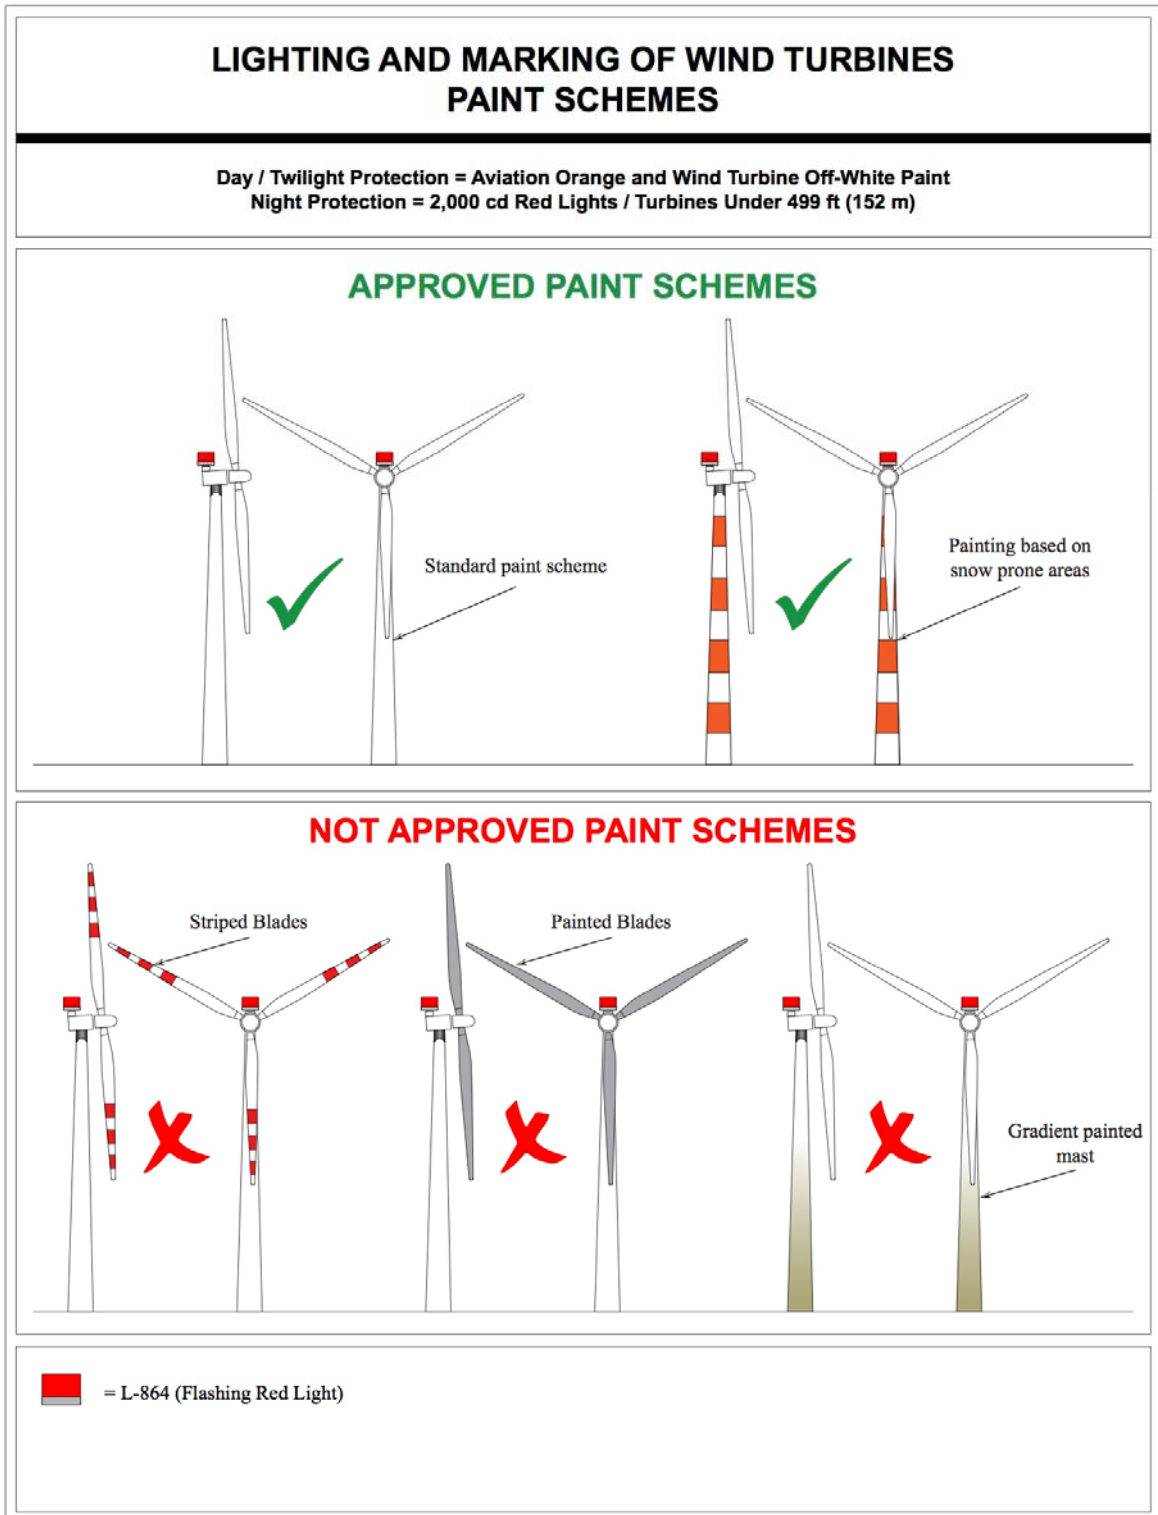 LIGHTING AND MARKING OF WIND TURBINES
PAINT SCHEMES
Day / Twilight Protection = Aviation Orange and Wind Turbine Off-White Paint
Night Protection = 2,000 cd Red Lights / Turbines Under 499 ft (152 m)
APPROVED PAINT SCHEMES
Standard paint scheme
Painting based on
snow prone areas
NOT APPROVED PAINT SCHEMES
Striped Blades
Painted Blades
Gradient painted
mast
= L-864 (Flashing Red Light)